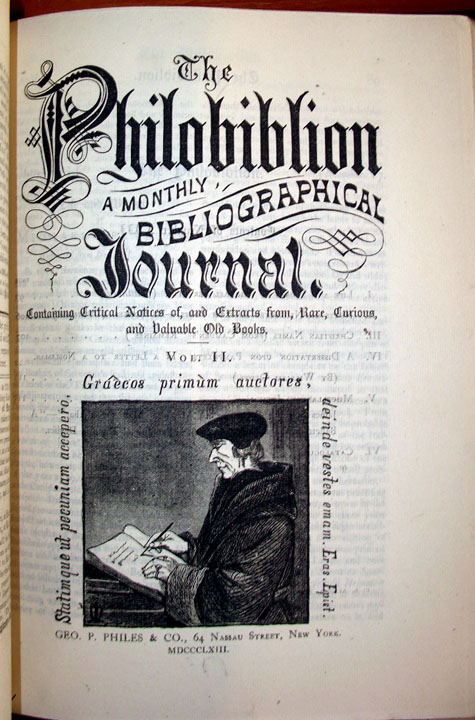 The
Philobiblion
A MONTHLY
BIBLIOGRAPHICAL
Journal.
Containing Critical Notices of, and Extracts from, Rare, Curious,
and Valuable Old Books.
VOL. II.
Statimque ut pecuniam accepero,
Graecos primùm auctores,
deinde vestes emam. Eras. Epist.
GEO. P. PHILES & CO., 64 NASSAU STREET, NEW YORK.
MDCCCLXIII.